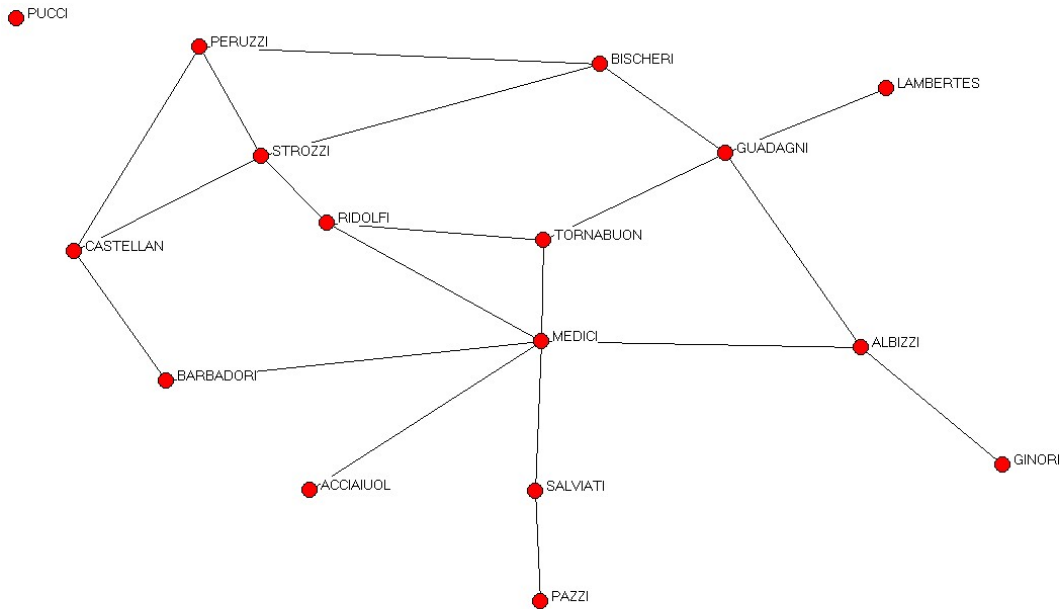 PUCCI
PERUZZI
BISCHERI
LAMBERTES
STROZZI
GUADAGNI
RIDOLFI
TORNABUON
CASTELLAN
MEDICI
ALBIZZI
BARBADORI
GINORI
ACCIAIUOL
SALVIATI
PAZZI